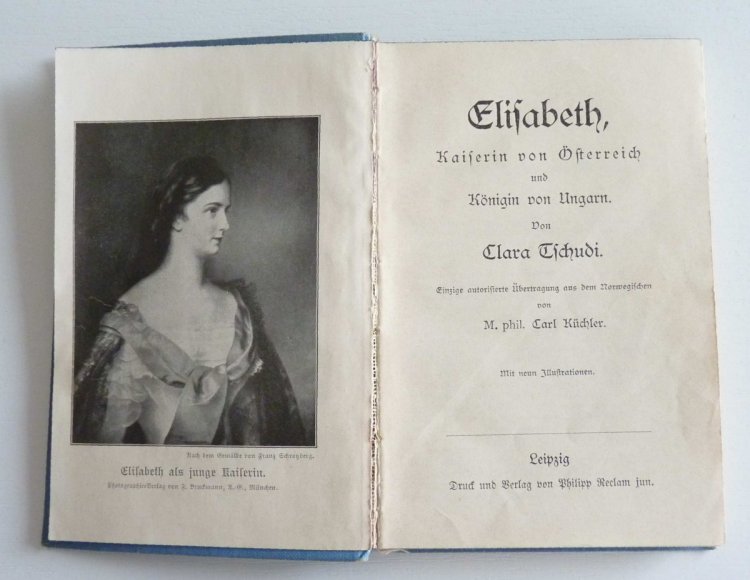 Nach dem Gemälde von Franz Schrotzberg.
Elisabeth als junge Kaiserin.
Photographie-Verlag von F. Bruckmann, A.-G., München.
Elisabeth,
Kaiserin von Österreich
und
Königin von Ungarn.
Von
Clara Tschudi.
Einzige autorisierte Übertragung aus dem Norwegischen
von
M. phil. Carl Küchler.
Mit neun Illustrationen.
Leipzig
Druck und Verlag von Philipp Reclam jun.